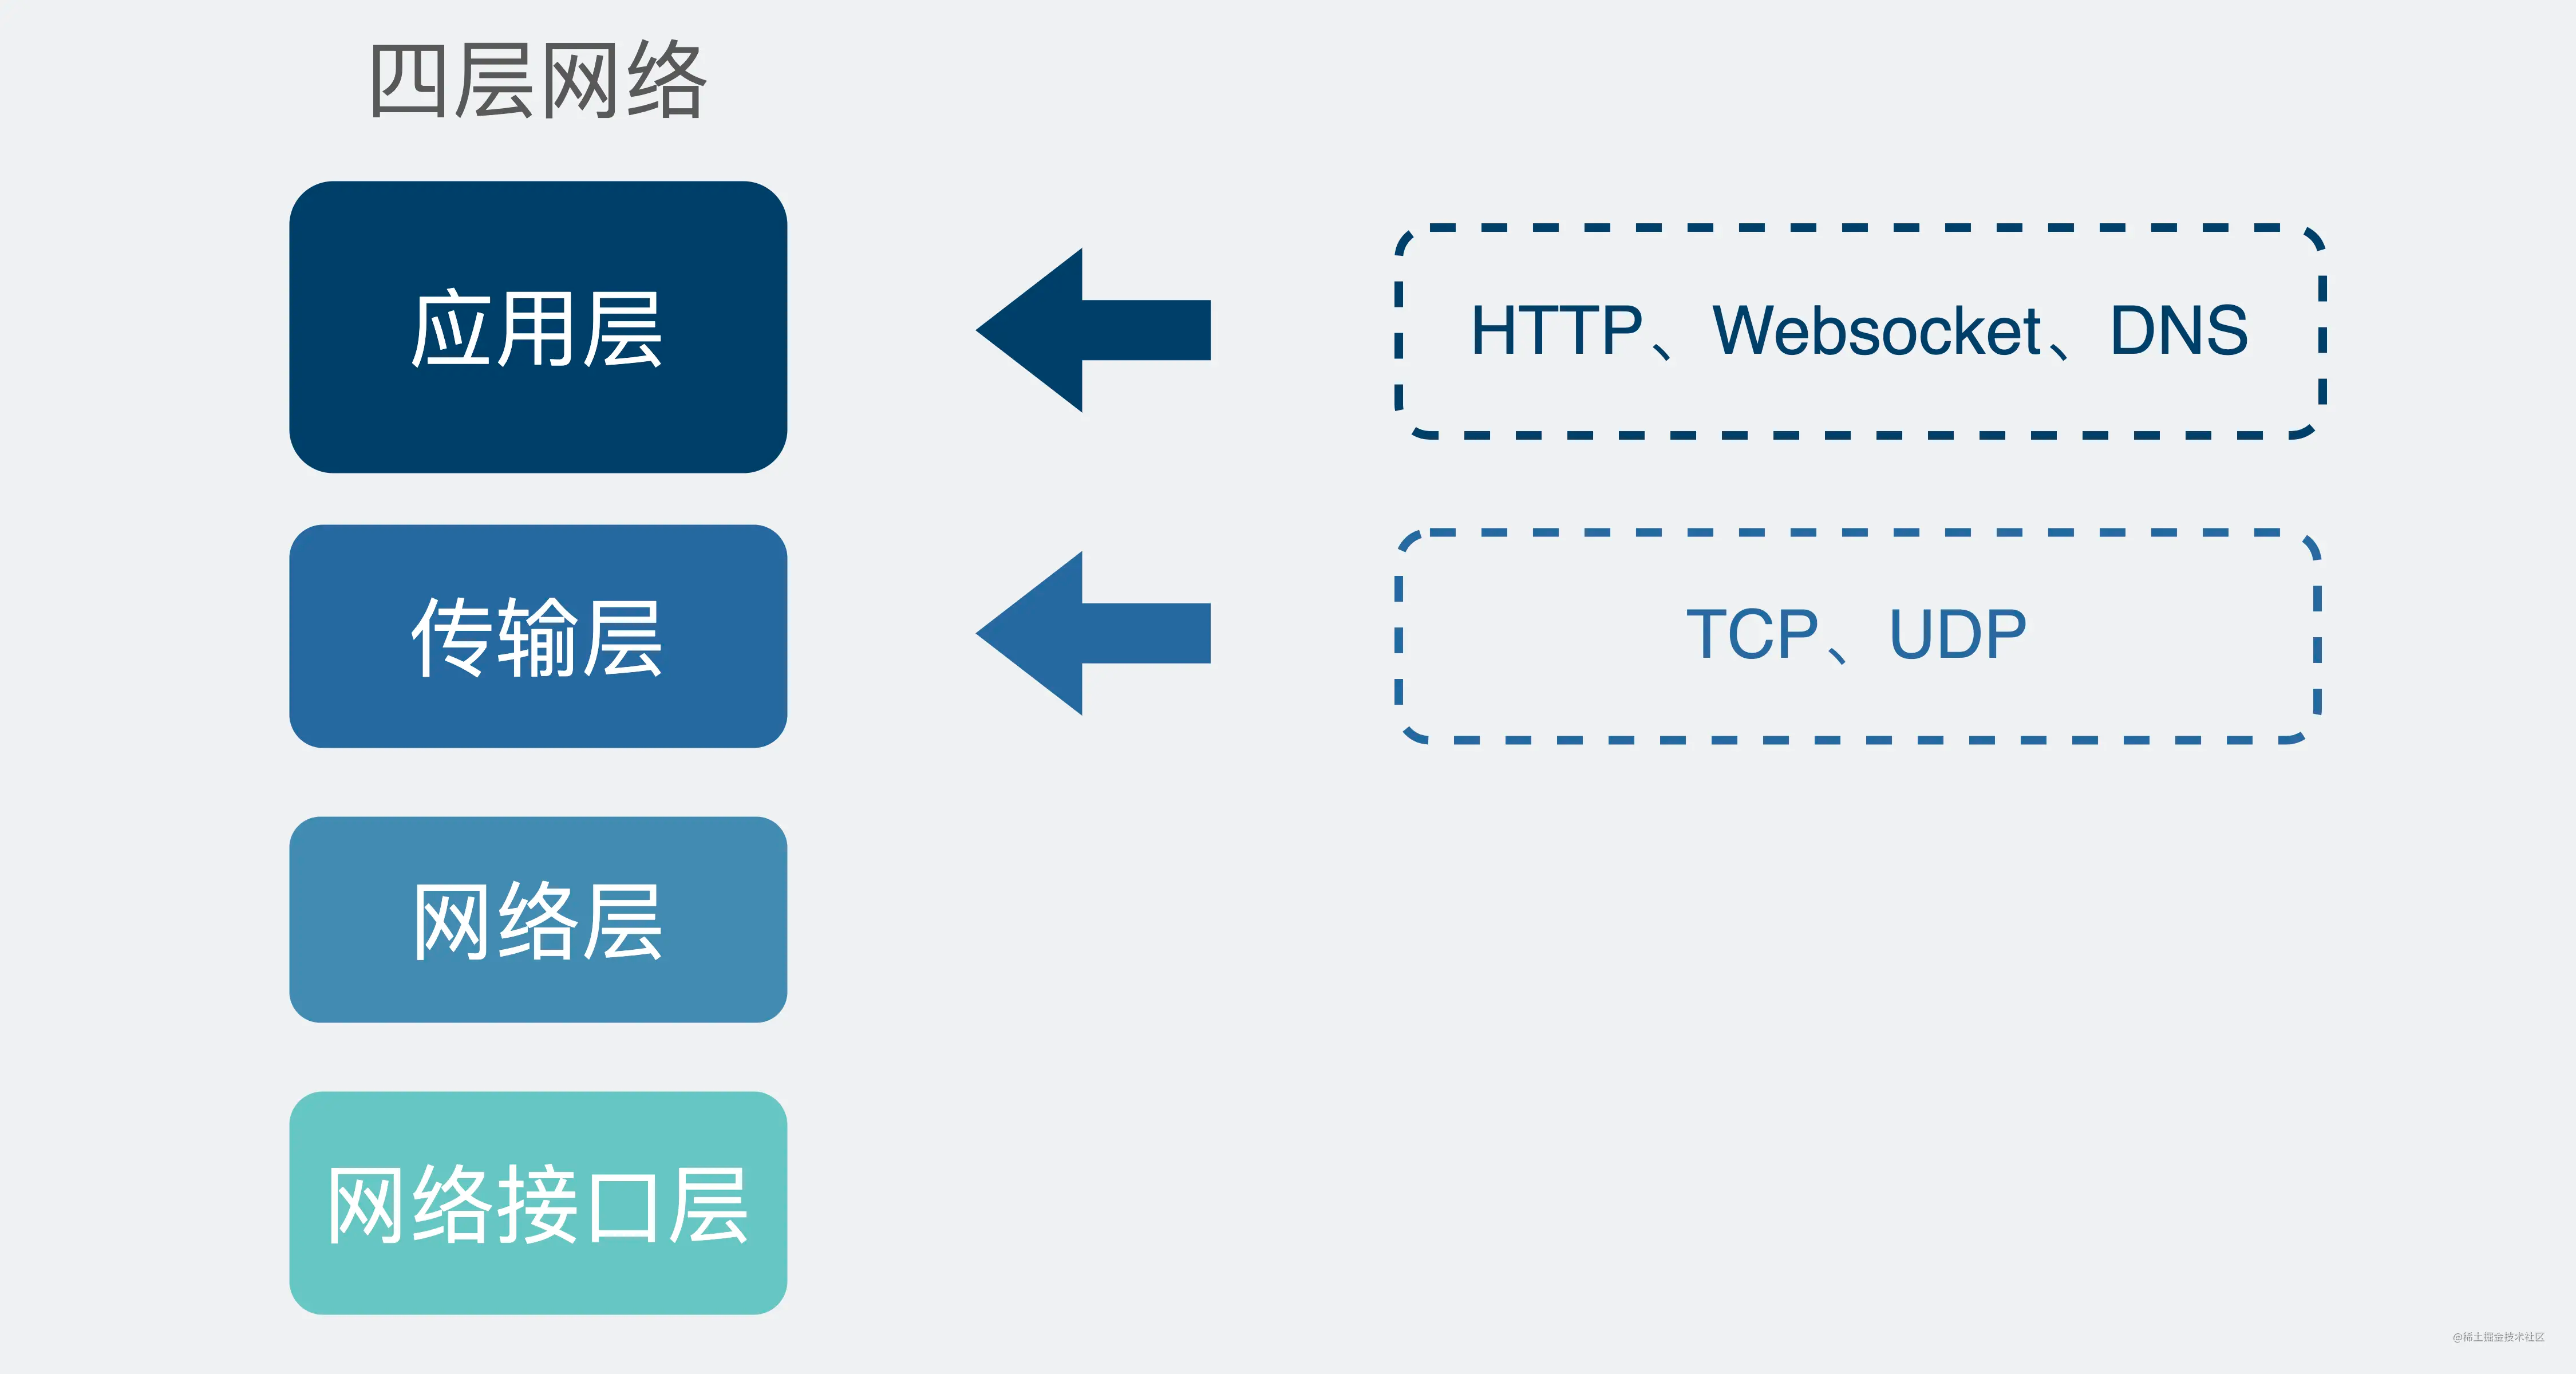 四层网络
应用层
HTTP、Websocket、DNS
传输层
TCP、UDP
网络层
网络接口层
@稀土掘金技术社区